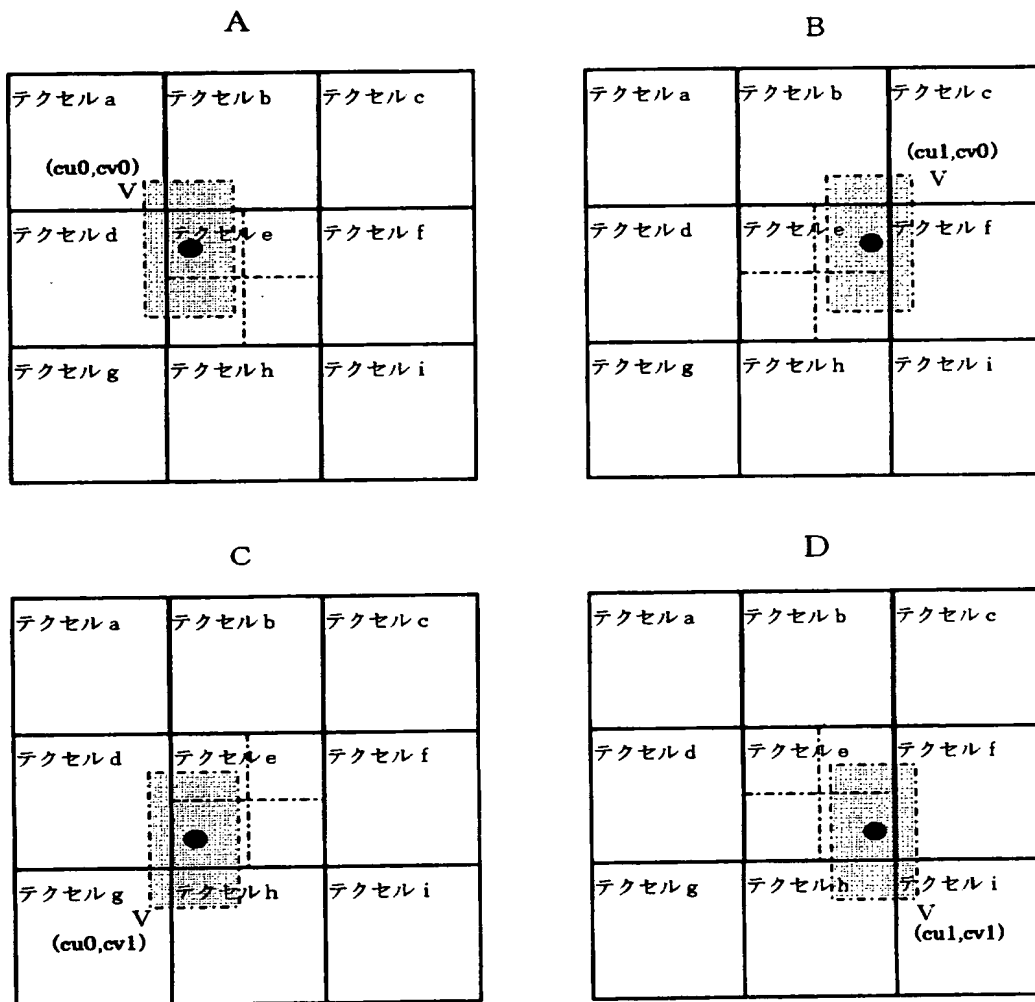 A
テクセル a テクセル b テクセル c
(cu0,cv0)
V
テクセル d テクセル e テクセル f
テクセル g テクセル h テクセル i
B
テクセル a テクセル b テクセル c
(cu1,cv0)
V
テクセル d テクセル e テクセル f
テクセル g テクセル h テクセル i
C
テクセル a テクセル b テクセル c
テクセル d テクセル e テクセル f
テクセル g テクセル h テクセル i
V
(cu0,cv1)
D
テクセル a テクセル b テクセル c
テクセル d テクセル e テクセル f
テクセル g テクセル h テクセル i
V
(cu1,cv1)